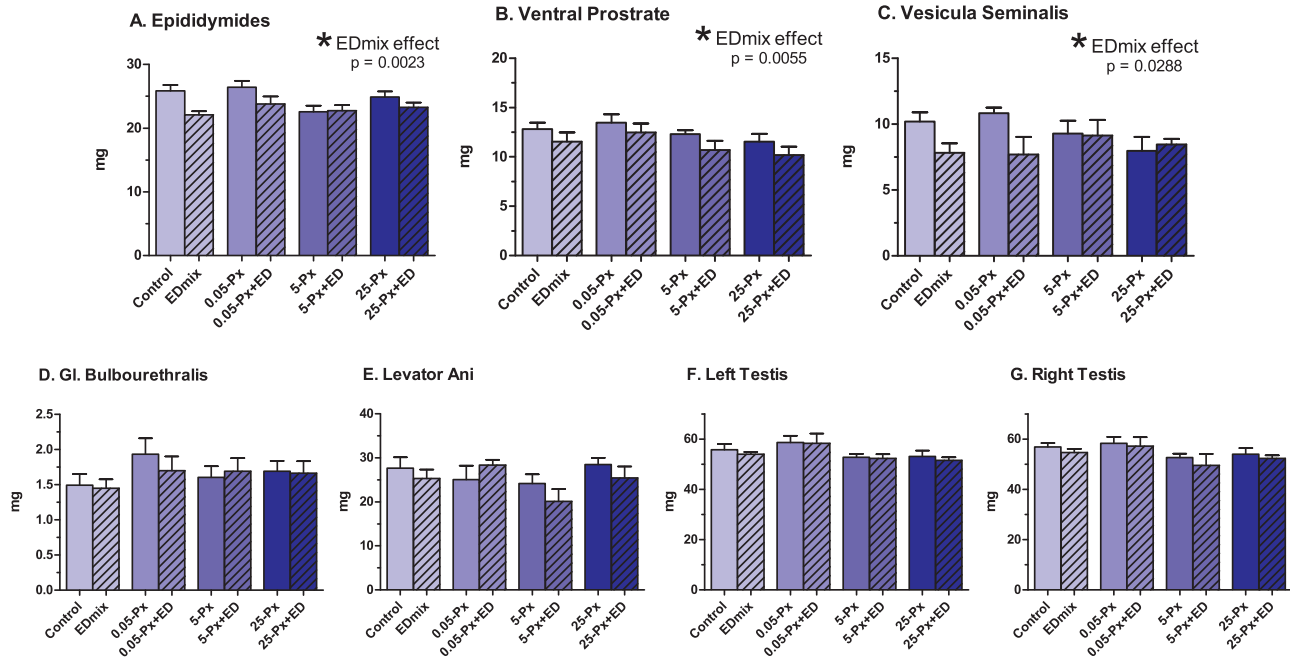 A. Epididymides
* EDmix effect
p = 0.0023
30
20
10
0
mg
Control
EDmix
0.05-Px
0.05-Px+ED
5-Px
5-Px+ED
25-Px
25-Px+ED
B. Ventral Prostrate
* EDmix effect
p = 0.0055
20
15
10
5
0
mg
Control
EDmix
0.05-Px
0.05-Px+ED
5-Px
5-Px+ED
25-Px
25-Px+ED
C. Vesicula Seminalis
* EDmix effect
p = 0.0288
15
10
5
0
mg
Control
EDmix
0.05-Px
0.05-Px+ED
5-Px
5-Px+ED
25-Px
25-Px+ED
D. Gl. Bulbourethralis
2.5
2.0
1.5
1.0
0.5
0.0
mg
Control
EDmix
0.05-Px
0.05-Px+ED
5-Px
5-Px+ED
25-Px
25-Px+ED
E. Levator Ani
40
30
20
10
0
mg
Control
EDmix
0.05-Px
0.05-Px+ED
5-Px
5-Px+ED
25-Px
25-Px+ED
F. Left Testis
60
40
20
0
mg
Control
EDmix
0.05-Px
0.05-Px+ED
5-Px
5-Px+ED
25-Px
25-Px+ED
G. Right Testis
60
40
20
0
mg
Control
EDmix
0.05-Px
0.05-Px+ED
5-Px
5-Px+ED
25-Px
25-Px+ED